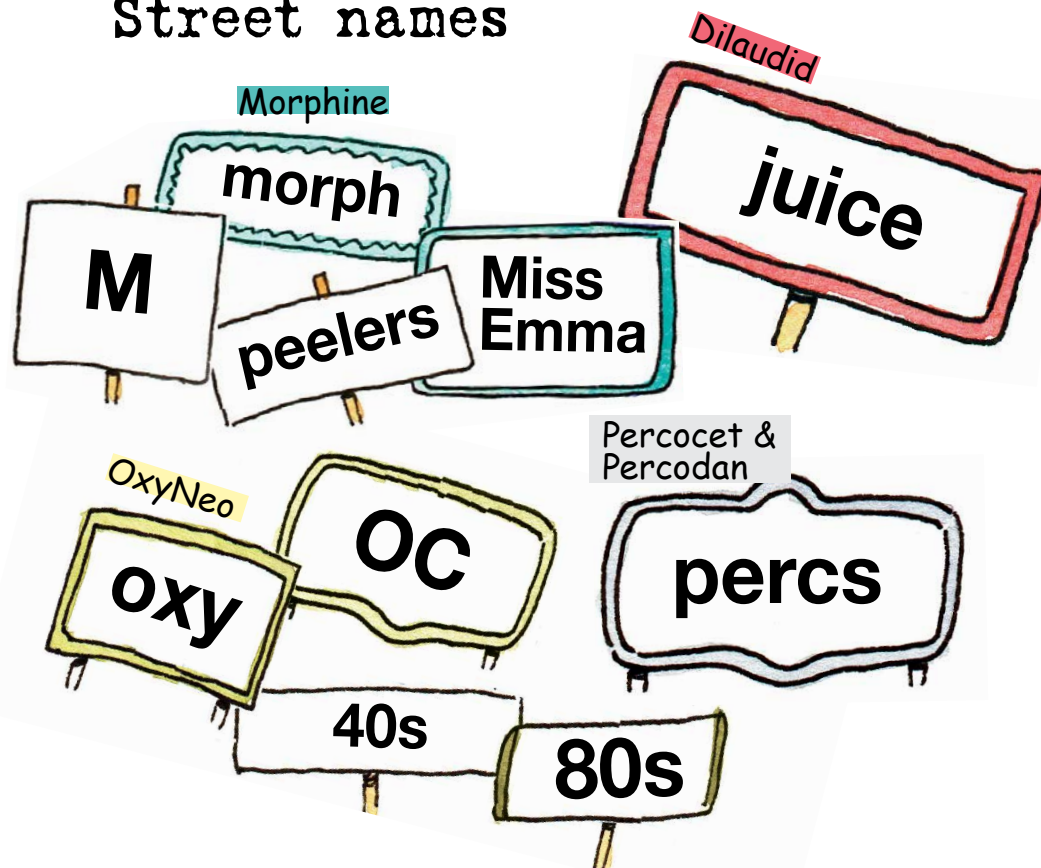 Street names
Morphine
morph
M
peelers
Miss
Emma
Dilaudid
juice
OxyNeo
oxy
OC
40s
80s
Percocet &
Percodan
percs